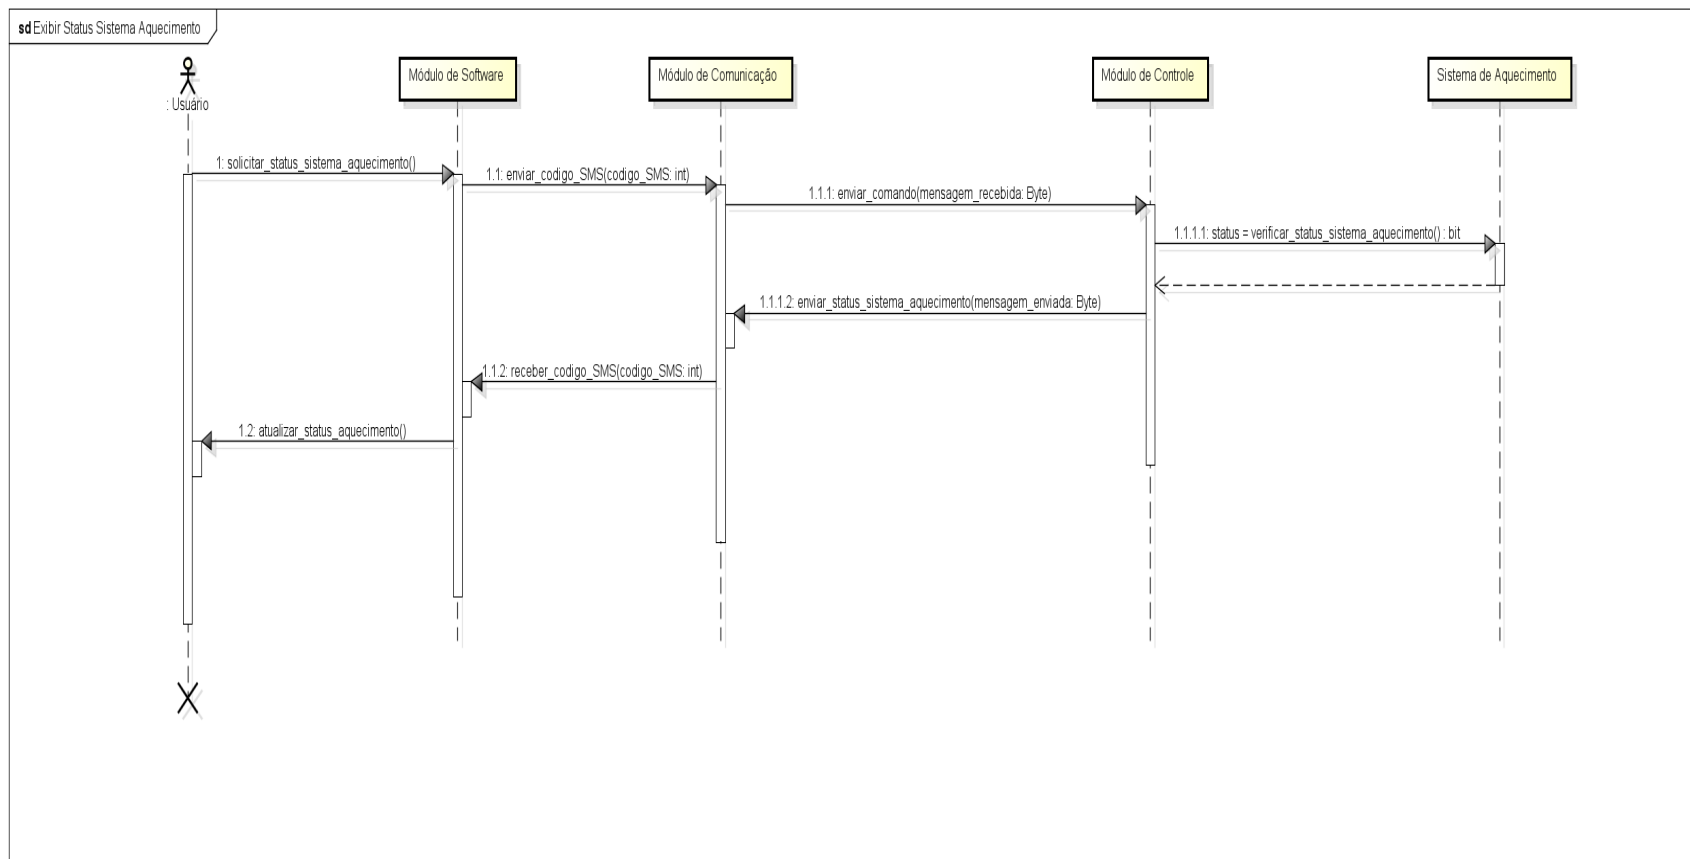 sd Exibir Status Sistema Aquecimento
: Usuário
Módulo de Software
Módulo de Comunicação
Módulo de Controle
Sistema de Aquecimento
1: solicitar_status_sistema_aquecimento()
1.1: enviar_codigo_SMS(codigo_SMS: int)
1.1.1: enviar_comando(mensagem_recebida: Byte)
1.1.1.1: status = verificar_status_sistema_aquecimento() : bit
1.1.1.2: enviar_status_sistema_aquecimento(mensagem_enviada: Byte)
1.1.2: receber_codigo_SMS(codigo_SMS: int)
1.2: atualizar_status_aquecimento()